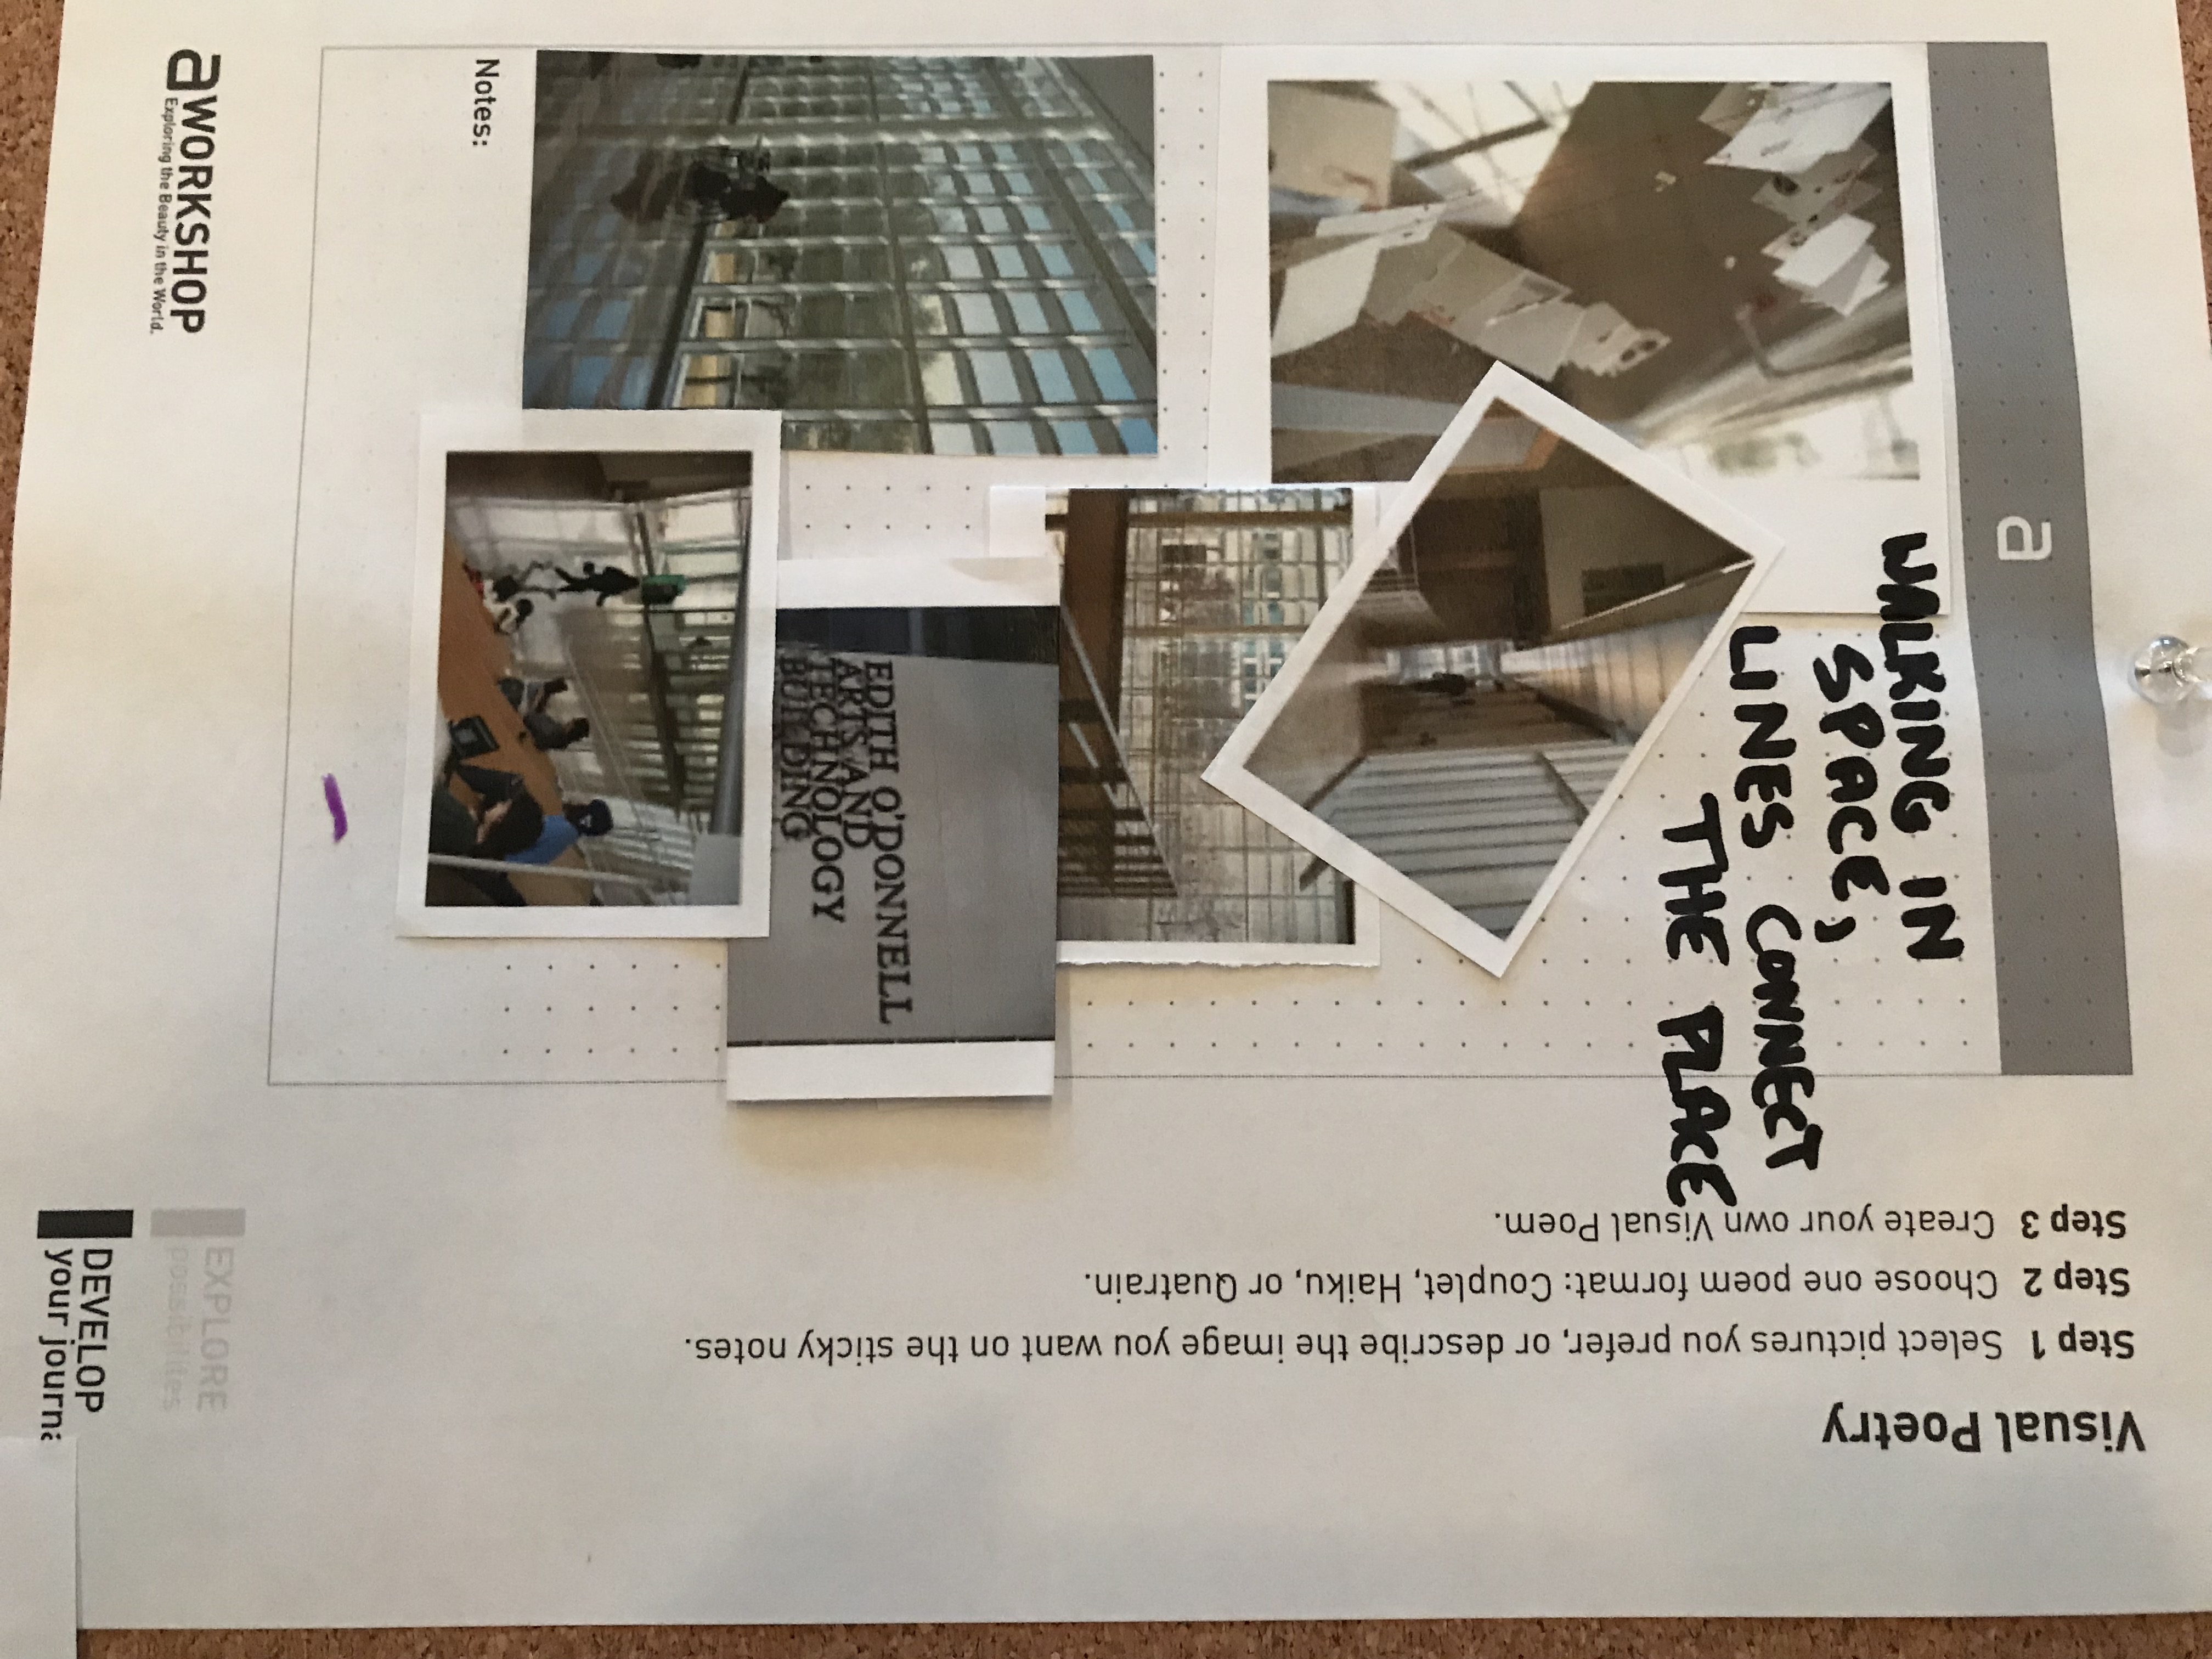 Visual Poetry
Step 1 Select pictures you prefer, or describe the image you want on the sticky notes.
Step 2 Choose one poem format: Couplet, Haiku, or Quatrain.
Step 3 Create your own Visual Poem.
a
WALKING IN
SPACE,
LINES CONNECT
THE PLACE
EDITH O'DONNELL
ARTS AND
TECHNOLOGY
BUILDING
Notes:
a WORKSHOP
Exploring the Beauty in the World.
EXPLORE
possibilites
DEVELOP
your